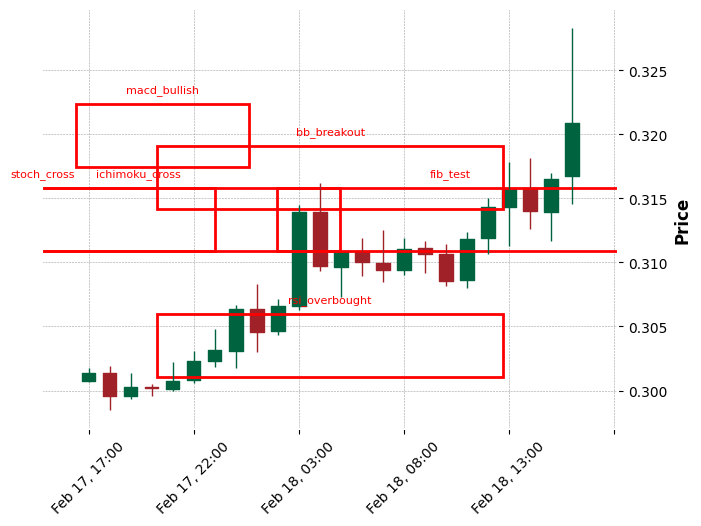 macd_bullish
bb_breakout
stoch_cross
ichimoku_cross
fib_test
rsi_overbought
0.325
0.320
0.315
0.310
0.305
0.300
Price
Feb 17, 17:00
Feb 17, 22:00
Feb 18, 03:00
Feb 18, 08:00
Feb 18, 13:00